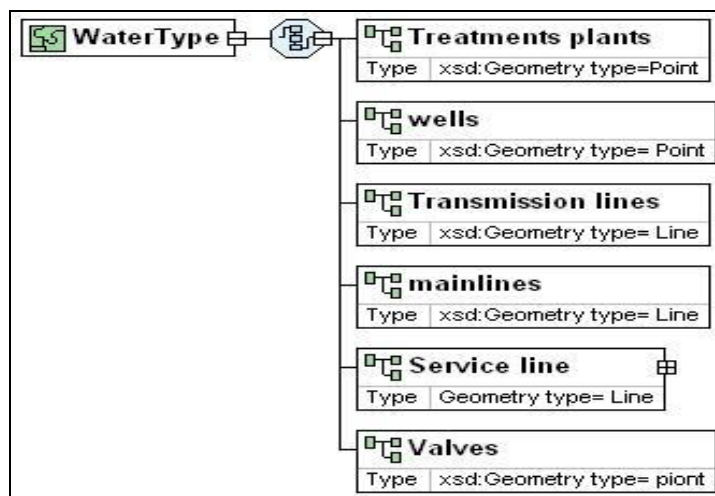 WaterType
Treatments plants
Type xsd:Geometry type=Point
wells
Type xsd:Geometry type= Point
Transmission lines
Type xsd:Geometry type= Line
mainlines
Type xsd:Geometry type= Line
Service line
Type Geometry type= Line
Valves
Type xsd:Geometry type= piont